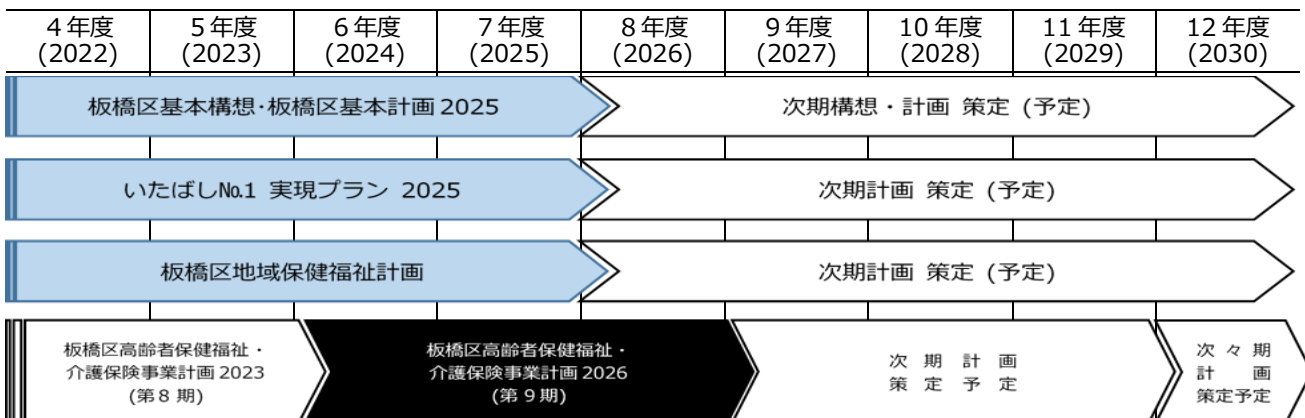 4年度 5年度 6年度 7年度 8年度 9年度 10年度 11年度 12年度
(2022) (2023) (2024) (2025) (2026) (2027) (2028) (2029) (2030)
板橋区基本構想・板橋区基本計画 2025 次期構想・計画 策定 (予定)
いたばし№1 実現プラン 2025 次期計画 策定 (予定)
板橋区地域保健福祉計画 次期計画 策定 (予定)
板橋区高齢者保健福祉・
介護保険事業計画 2023
(第8期)
板橋区高齢者保健福祉・
介護保険事業計画 2026
(第9期)
次期計画
策定予定
次々期
計画
策定予定